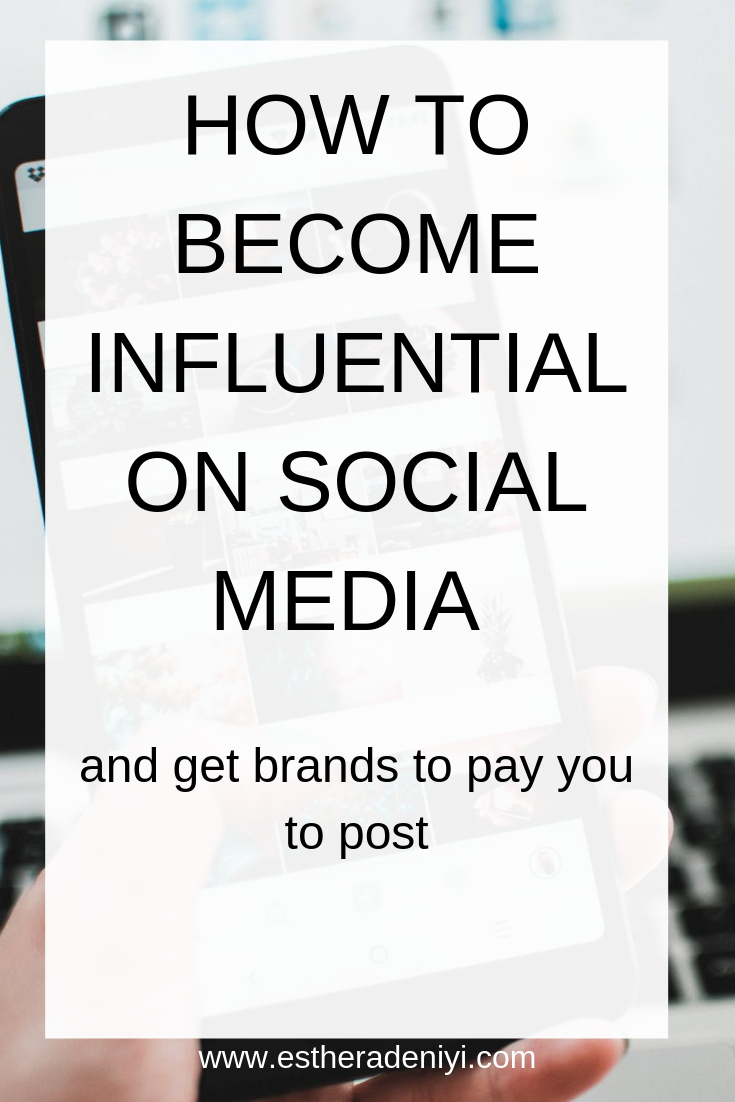 HOW TO
BECOME
INFLUENTIAL
ON SOCIAL
MEDIA
and get brands to pay you
to post
www.estheradeniyi.com